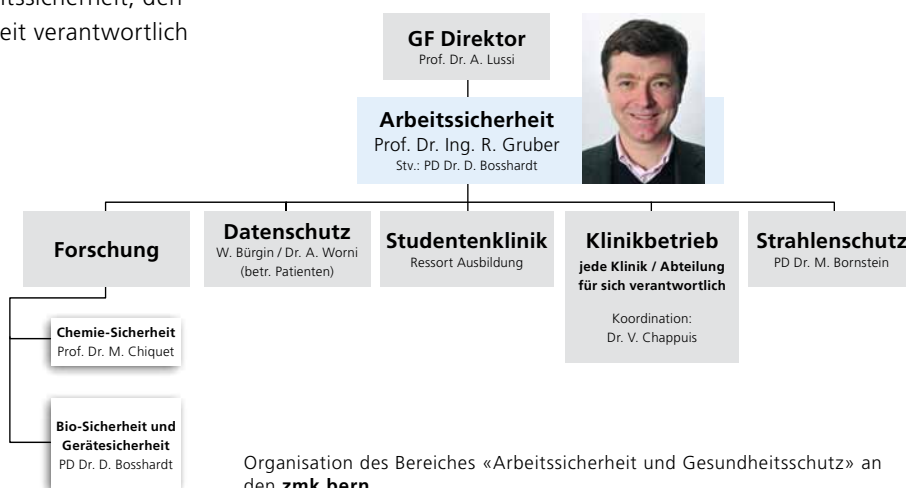 itssicherheit, den
eit verantwortlich
GF Direktor
Prof. Dr. A. Lussi
Arbeitssicherheit
Prof. Dr. Ing. R. Gruber
Stv.: PD Dr. D. Bosshardt
Forschung
Datenschutz
W. Bürgin / Dr. A. Worni
(betr. Patienten)
Studentenklinik
Ressort Ausbildung
Klinikbetrieb
jede Klinik / Abteilung
für sich verantwortlich
Koordination:
Dr. V. Chappuis
Strahlenschutz
PD Dr. M. Bornstein
Chemie-Sicherheit
Prof. Dr. M. Chiquet
Bio-Sicherheit und
Gerätesicherheit
PD Dr. D. Bosshardt
Organisation des Bereiches «Arbeitssicherheit und Gesundheitsschutz» an
den zmk bern